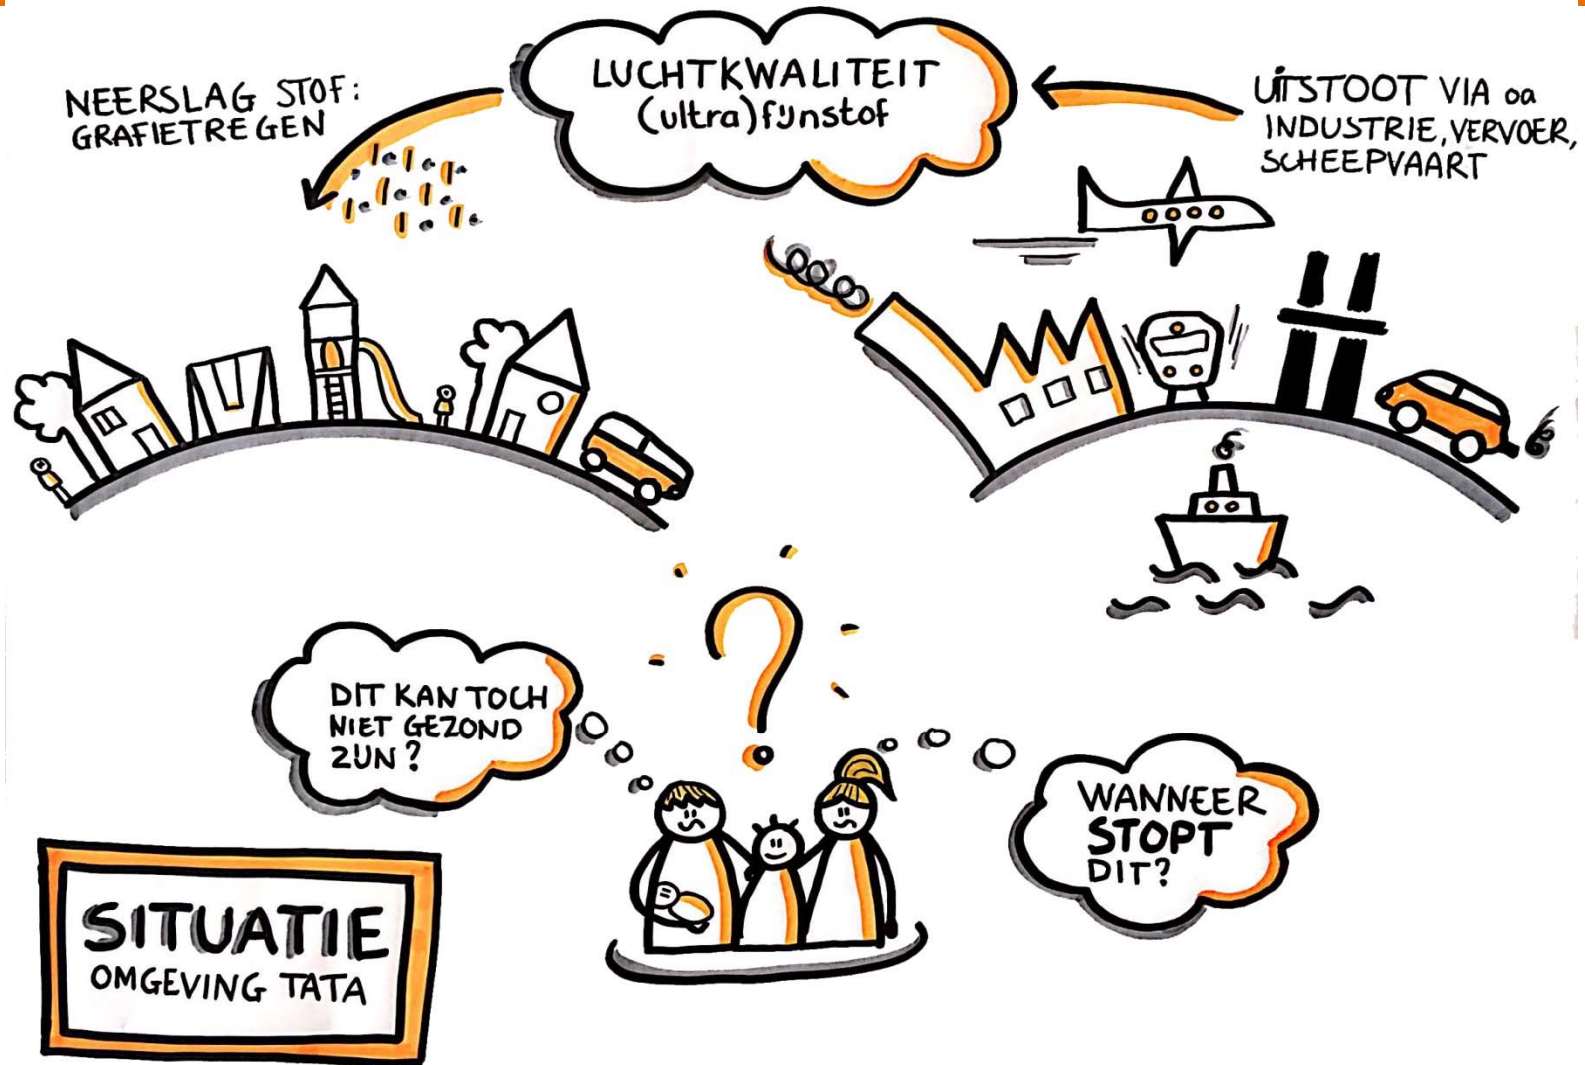 LUCHTKWALITEIT
(ultra)fijnstof
NEERSLAG STOF:
GRAFIETREGEN
UITSTOOT VIA oa
INDUSTRIE, VERVOER,
SCHEEPVAART
DIT KAN TOCH
NIET GEZOND
ZIJN?
WANNEER
STOPT
DIT?
SITUATIE
OMGEVING TATA